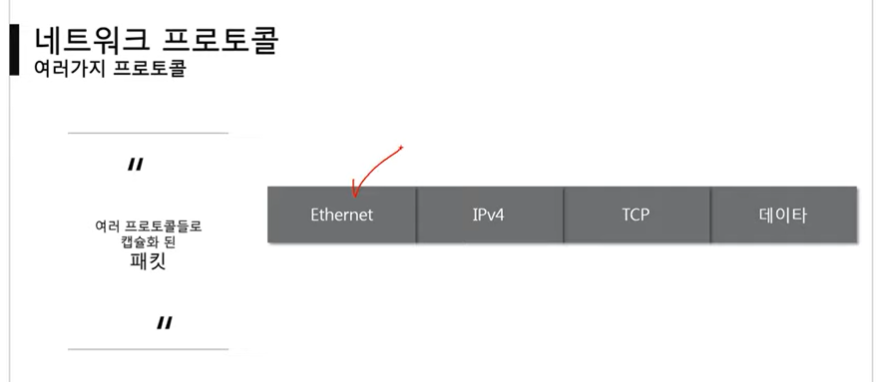 네트워크 프로토콜
여러가지 프로토콜
“
여러 프로토콜들로
캡슐화 된
패킷
”
Ethernet IPv4 TCP 데이타